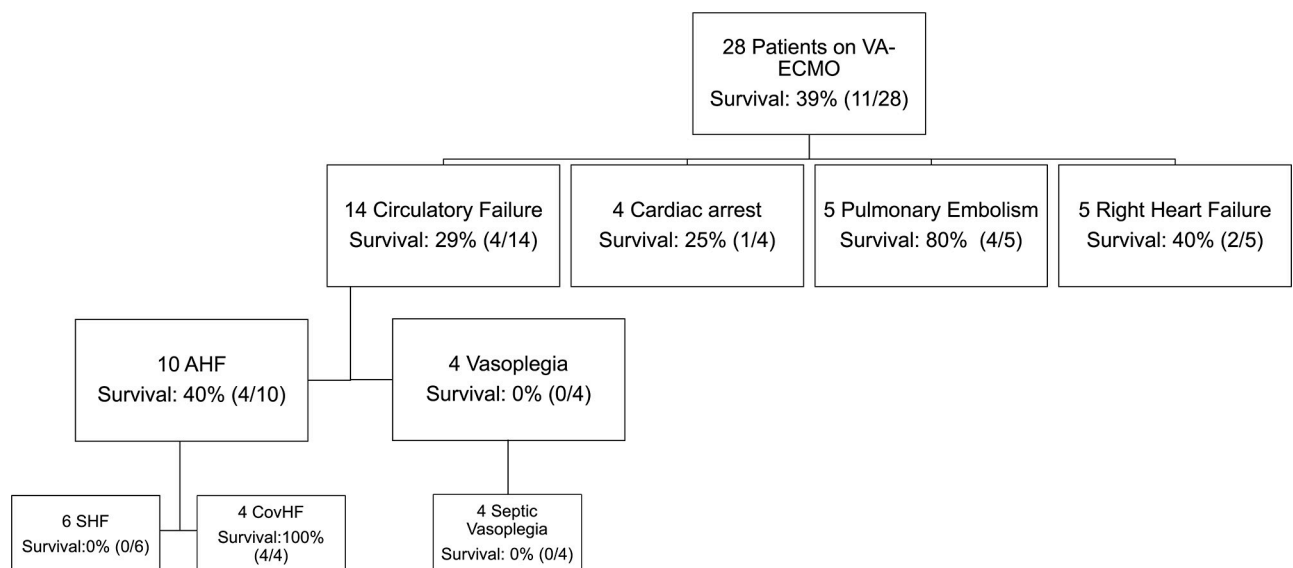 28 Patients on VA-
ECMO
Survival: 39% (11/28)
14 Circulatory Failure
Survival: 29% (4/14)
4 Cardiac arrest
Survival: 25% (1/4)
5 Pulmonary Embolism
Survival: 80% (4/5)
5 Right Heart Failure
Survival: 40% (2/5)
10 AHF
Survival: 40% (4/10)
4 Vasoplegia
Survival: 0% (0/4)
6 SHF
Survival:0% (0/6)
4 CovHF
Survival:100%
(4/4)
4 Septic
Vasoplegia
Survival: 0% (0/4)